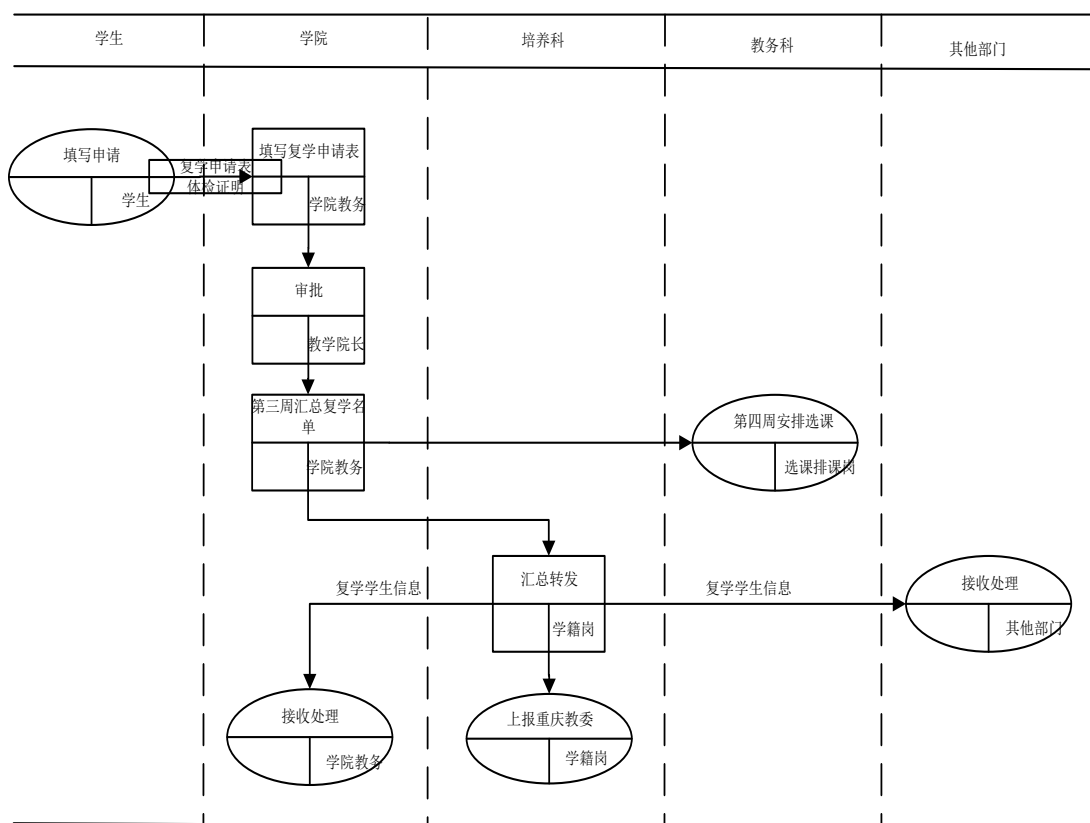 学生
学院
培养科
教务科
其他部门
填写申请
学生
复学申请表
体检证明
填写复学申请表
学院教务
审批
教学院长
第三周汇总复学名
单
学院教务
第四周安排选课
选课排课岗
汇总转发
学籍岗
复学学生信息
复学学生信息
接收处理
其他部门
接收处理
学院教务
上报重庆教委
学籍岗